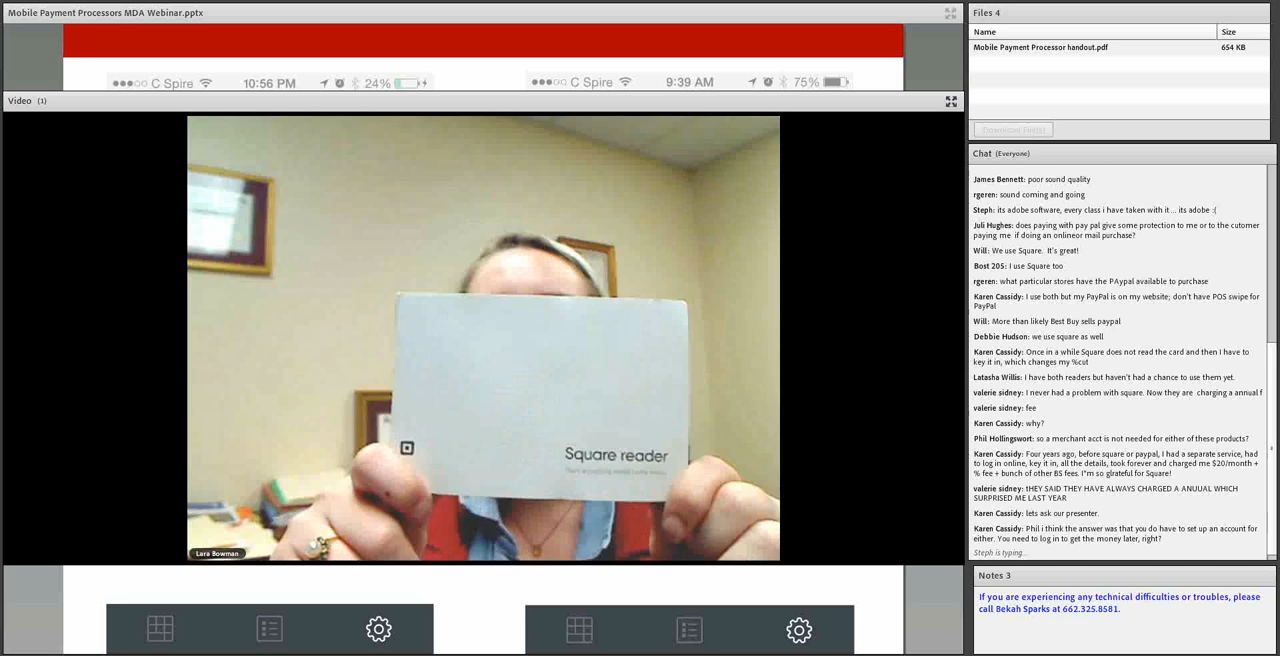 Mobile Payment Processors MDA Webinar.pptx
C Spire 10:56 PM 24%
C Spire 9:39 AM 75%
Video (1)
Square reader
Lara Bowman
Files 4
Name Size
Mobile Payment Processor handout.pdf 654 KB
Download File(s)
Chat (Everyone)
James Bennett: poor sound quality
rgeren: sound coming and going
Steph: its adobe software, every class i have taken with it ... its adobe :(
Juli Hughes: does paying with pay pal give some protection to me or to the cutomer
paying me if doing an onlineor mail purchase?
Will: We use Square. It's great!
Bost 205: I use Square too
rgeren: what particular stores have the PAypal available to purchase
Karen Cassidy: I use both but my PayPal is on my website; don't have POS swipe for
PayPal
Will: More than likely Best Buy sells paypal
Debbie Hudson: we use square as well
Karen Cassidy: Once in a while Square does not read the card and then I have to
key it in, which changes my %cut
Latasha Willis: I have both readers but haven't had a chance to use them yet.
valerie sidney: I never had a problem with square. Now they are charging a annual f
valerie sidney: fee
Karen Cassidy: why?
Phil Hollingswort: so a merchant acct is not needed for either of these products?
Karen Cassidy: Four years ago, before square or paypal, I had a separate service, had
to log in online, key it in, all the details, took forever and charged me $20/month +
% fee + bunch of other BS fees. I"m so glrateful for Square!
valerie sidney: tHEY SAID THEY HAVE ALWAYS CHARGED A ANUUAL WHICH
SURPRISED ME LAST YEAR
Karen Cassidy: lets ask our presenter.
Karen Cassidy: Phil i think the answer was that you do have to set up an account for
either. You need to log in to get the money later, right?
Steph is typing...
Notes 3
If you are experiencing any technical difficulties or troubles, please
call Bekah Sparks at 662.325.8581.